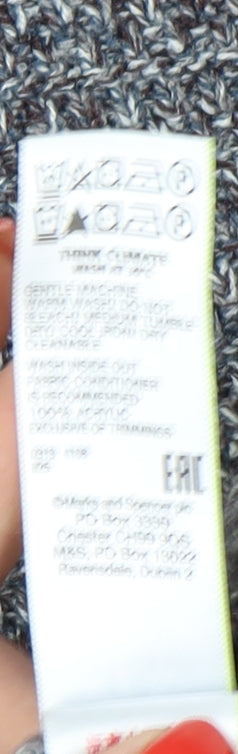 THINK CLIMATE
WASH AT 30C
GENTLE MACHINE
WARM WASH DO NOT
BLEACH MEDIUM TUMBLE
DRY COOL IRON DRY
CLEANABLE
WASH INSIDE OUT
FABRIC CONDITIONER
IS RECOMMENDED
100% ACRYLIC
EXCLUSIVE OF TRIMMINGS
EAC
©Marks and Spencer plc
PO Box 3339
Chester CH99 9QS
M&S, PO Box 13022
Ravensdale, Dublin 2